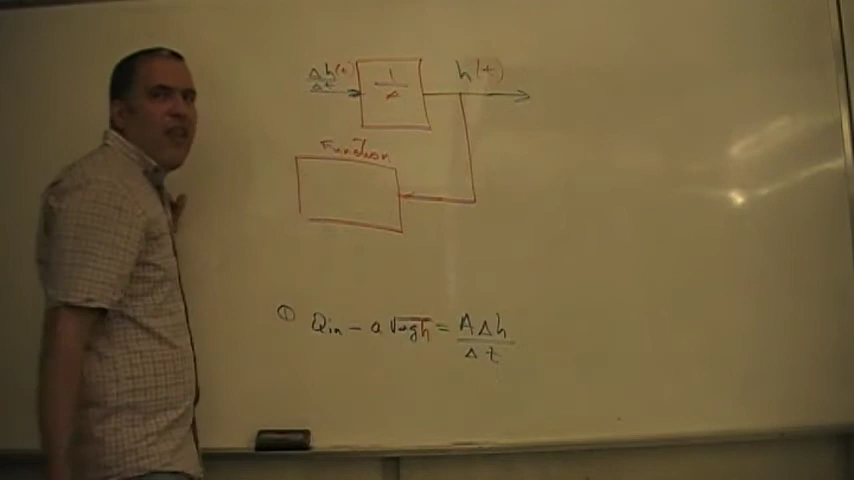 Δh(t)
Δt
1
s
h(t)
Function
① Qin - a √2gh = AΔh
Δt